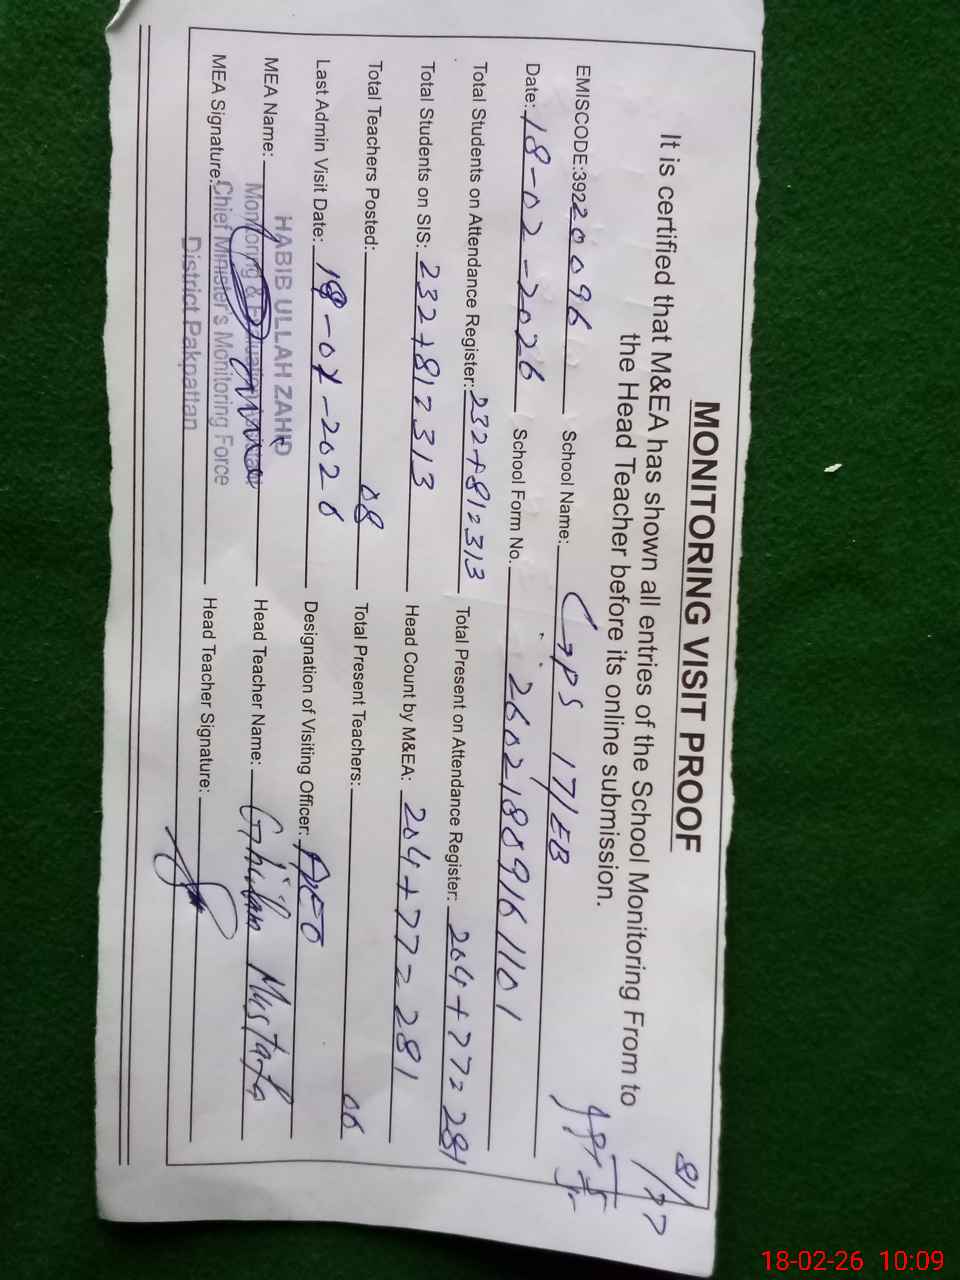 81/77
MONITORING VISIT PROOF
It is certified that M&EA has shown all entries of the School Monitoring From to
the Head Teacher before its online submission.
EMISCODE:39220096 School Name: GPS 17/EB
Date: 18-02-2026 School Form No. 26021809161101
Total Students on Attendance Register: 232+81=313 Total Present on Attendance Register: 204+77=281
Total Students on SIS: 232+81=313 Head Count by M&EA: 204+77=281
Total Teachers Posted: 08 Total Present Teachers: 06
Last Admin Visit Date: Designation of Visiting Officer: AEO
MEA Name: Head Teacher Name: Ghulam Mustafa
MEA Signature: Head Teacher Signature:
HABIB ULLAH ZAHID
Monitoring &
Chief Minister's Monitoring Force
District Pakpattan
18-02-26 10:09